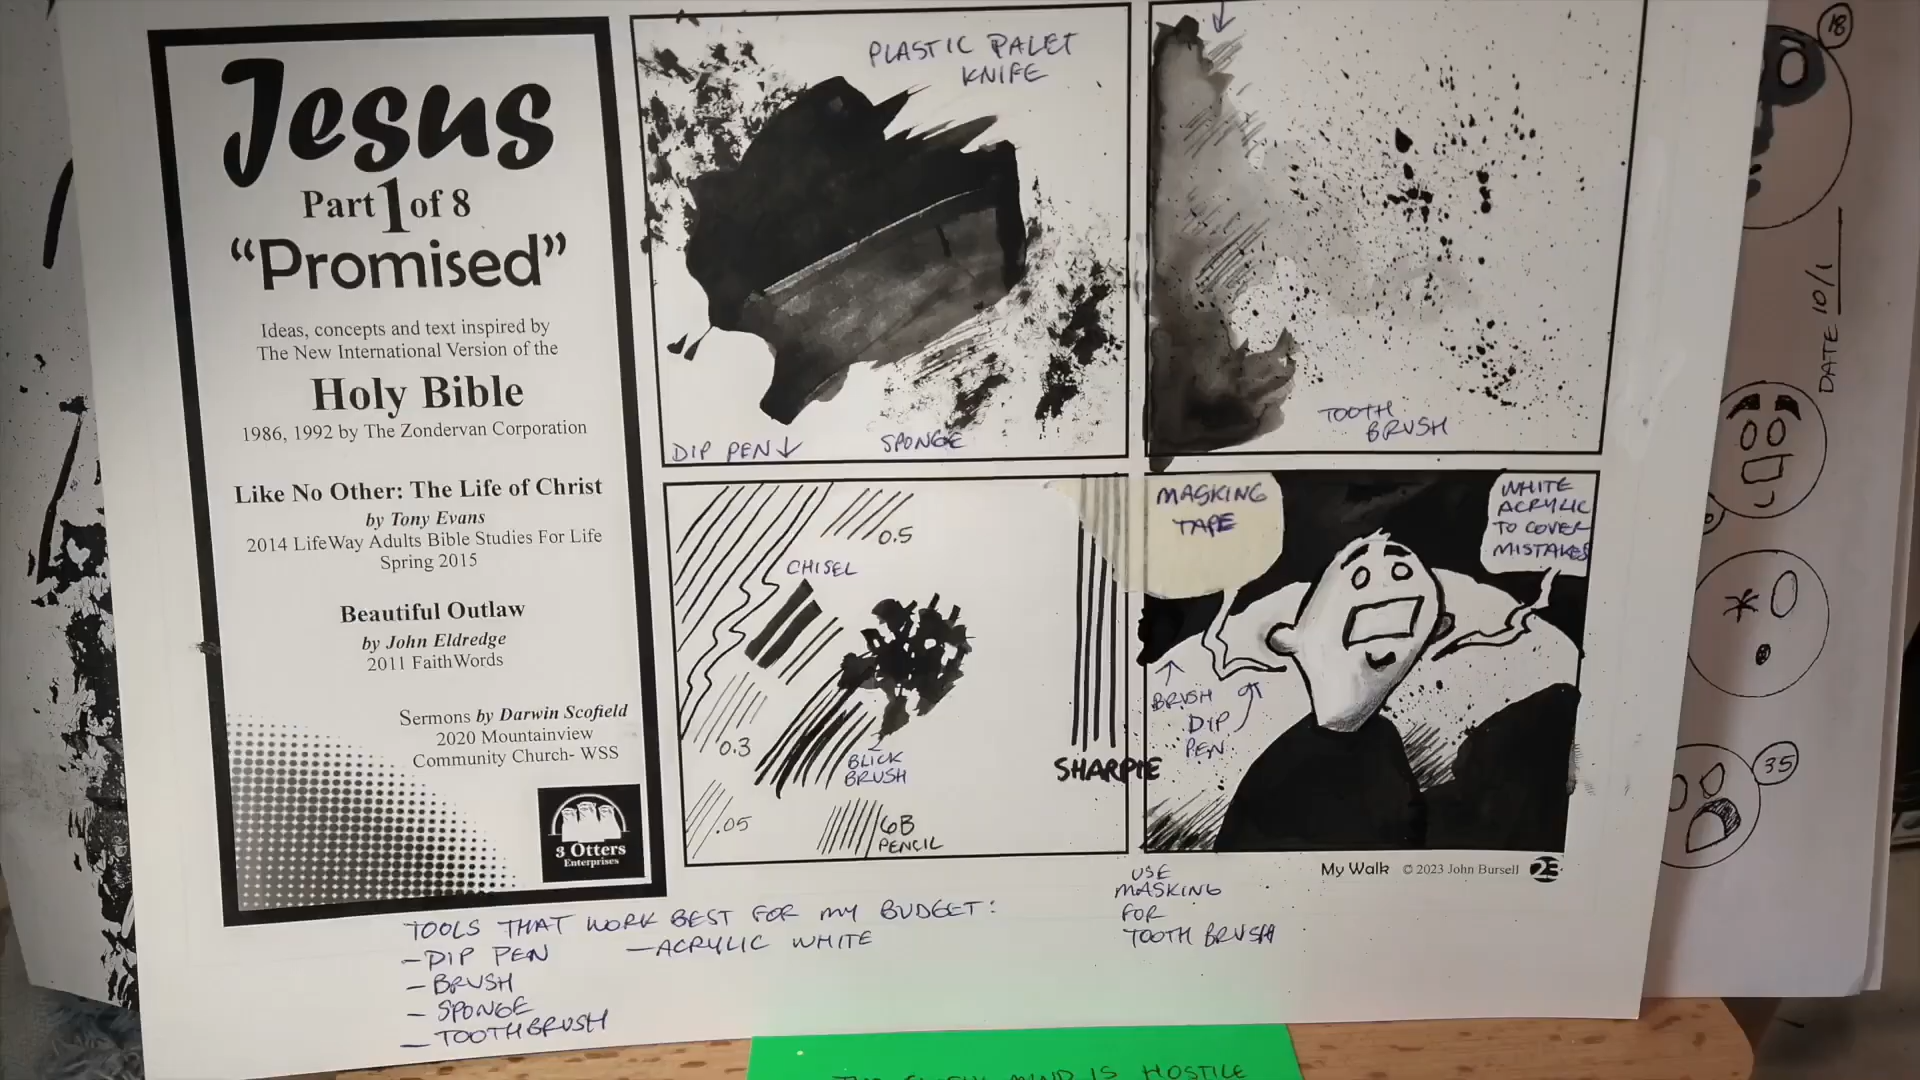 Jesus
Part 1 of 8
“Promised”
Ideas, concepts and text inspired by
The New International Version of the
Holy Bible
1986, 1992 by The Zondervan Corporation
Like No Other: The Life of Christ
by Tony Evans
2014 LifeWay Adults Bible Studies For Life
Spring 2015
Beautiful Outlaw
by John Eldredge
2011 FaithWords
Sermons by Darwin Scofield
2020 Mountainview
Community Church- WSS
3 Otters
Enterprises
PLASTIC PALET
KNIFE
DIP PEN↓
SPONGE
TOOTH
BRUSH
0.5
CHISEL
0.3
BLICK
BRUSH
.05
6B
PENCIL
SHARPIE
MASKING
TAPE
WHITE
ACRYLIC
TO COVER
MISTAKES
BRUSH
DIP
PEN
My Walk © 2023 John Bursell 23
TOOLS THAT WORK BEST FOR MY BUDGET:
- DIP PEN
- ACRYLIC WHITE
- BRUSH
- SPONGE
- TOOTHBRUSH
USE
MASKING
FOR
TOOTH BRUSH
18
DATE 10/1
35
MIND IS HOSTILE